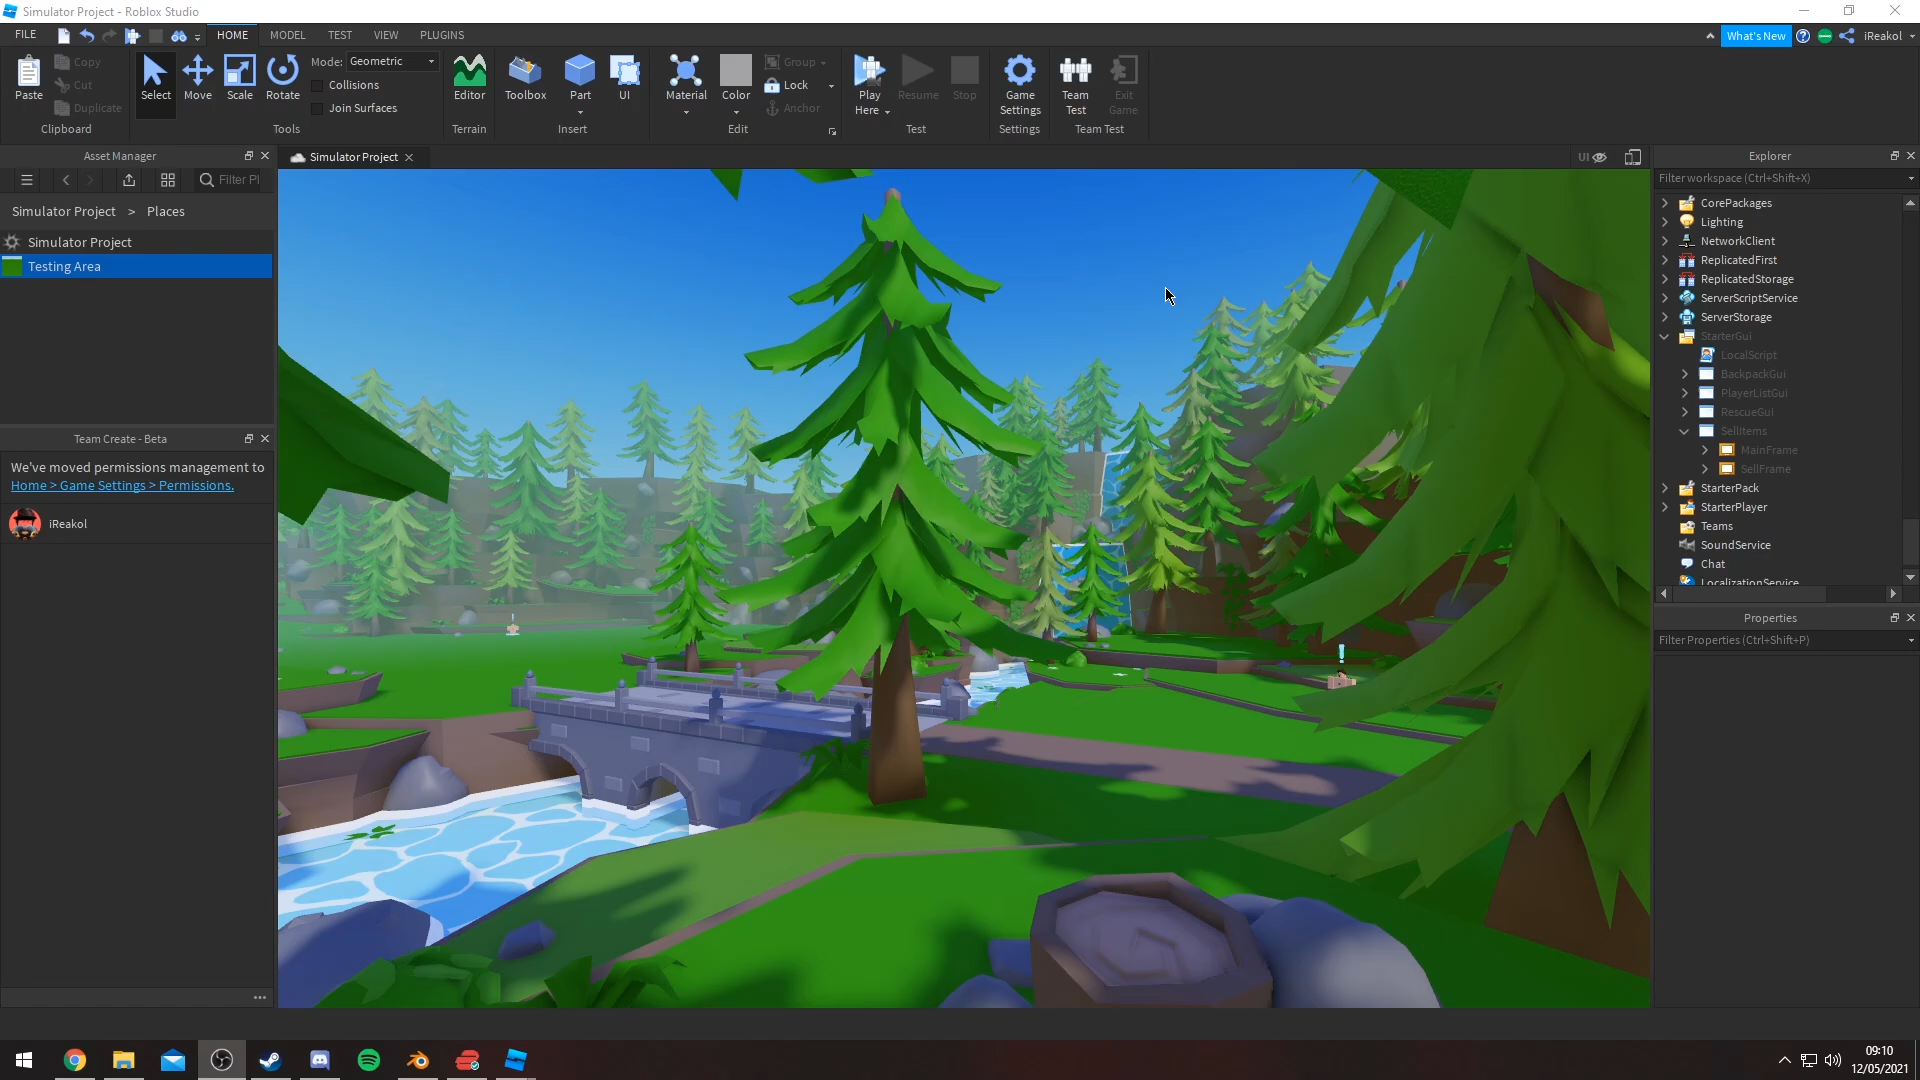 Simulator Project - Roblox Studio
FILE
HOME
MODEL
TEST
VIEW
PLUGINS
What's New
iReakol
Paste
Copy
Cut
Duplicate
Clipboard
Select
Move
Scale
Rotate
Mode: Geometric
Collisions
Join Surfaces
Tools
Editor
Terrain
Toolbox
Part
UI
Insert
Material
Color
Group
Lock
Anchor
Edit
Play
Here
Resume
Stop
Test
Game
Settings
Settings
Team
Test
Exit
Game
Team Test
Asset Manager
Filter Pl
Simulator Project > Places
Simulator Project
Testing Area
Team Create - Beta
We've moved permissions management to
Home > Game Settings > Permissions.
iReakol
Simulator Project
UI
Explorer
Filter workspace (Ctrl+Shift+X)
CorePackages
Lighting
NetworkClient
ReplicatedFirst
ReplicatedStorage
ServerScriptService
ServerStorage
StarterGui
LocalScript
BackpackGui
PlayerListGui
RescueGui
SellItems
MainFrame
SellFrame
StarterPack
StarterPlayer
Teams
SoundService
Chat
LocalizationService
Properties
Filter Properties (Ctrl+Shift+P)
09:10
12/05/2021